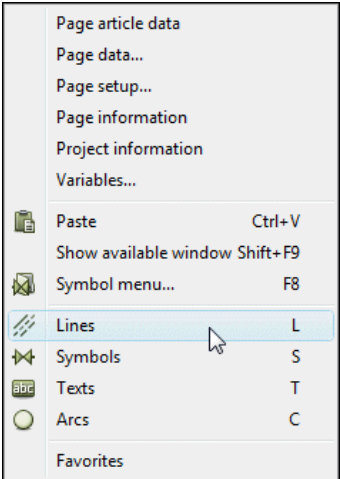 Page article data
Page data...
Page setup...
Page information
Project information
Variables...
Paste Ctrl+V
Show available window Shift+F9
Symbol menu... F8
Lines L
Symbols S
abc Texts T
Arcs C
Favorites